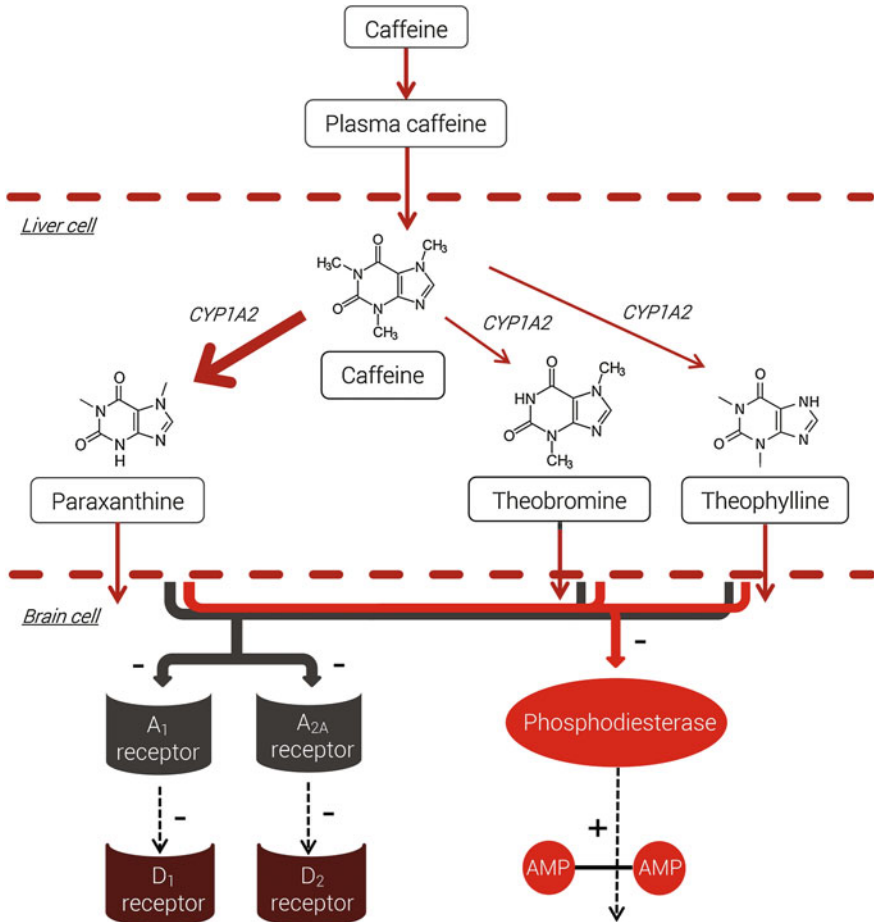 Caffeine
Plasma caffeine
Liver cell
O
CH₃
H₃C
N
N
O
N
N
CH₃
CYP1A2
CYP1A2
CYP1A2
Caffeine
O
N
N
O
N
N
H
O
CH₃
HN
N
O
N
N
CH₃
O
N
NH
O
N
N
Paraxanthine
Theobromine
Theophylline
Brain cell
-
-
-
A₁
receptor
A₂A
receptor
Phosphodiesterase
-
-
+
D₁
receptor
D₂
receptor
AMP
AMP